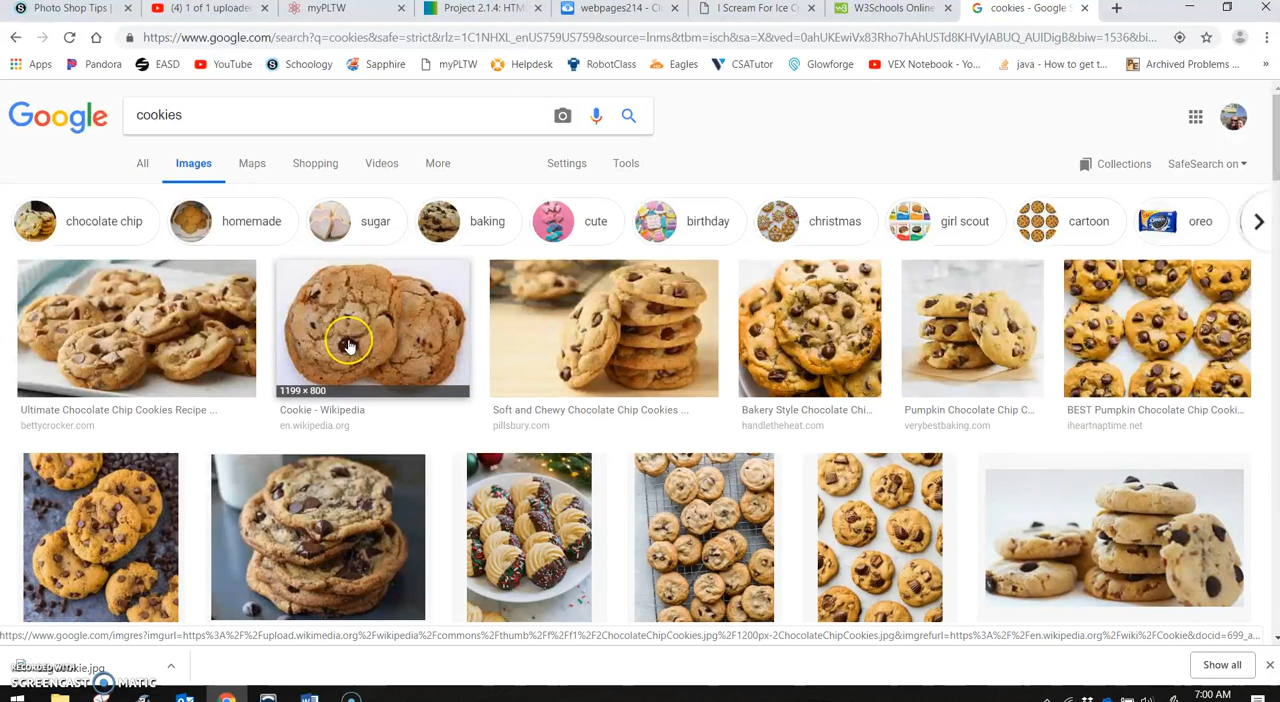 Photo Shop Tips |
(4) 1 of 1 uploade
myPLTW
Project 2.1.4: HTM
webpages214 - Clo
I Scream For Ice C
W3Schools Online
cookies - Google S
https://www.google.com/search?q=cookies&safe=strict&rlz=1C1NHXL_enUS759US759&source=lnms&tbm=isch&sa=X&ved=0ahUKEwiVx83Rho7hAhUSTd8KHVyIABUQ_AUIDigB&biw=1536&bi...
Apps
Pandora
EASD
YouTube
Schoology
Sapphire
myPLTW
Helpdesk
RobotClass
Eagles
CSATutor
Glowforge
VEX Notebook - Yo...
java - How to get t...
Archived Problems ...
Google
cookies
All
Images
Maps
Shopping
Videos
More
Settings
Tools
Collections
SafeSearch on
chocolate chip
homemade
sugar
baking
cute
birthday
christmas
girl scout
cartoon
oreo
1199 × 800
Ultimate Chocolate Chip Cookies Recipe ...
bettycrocker.com
Cookie - Wikipedia
en.wikipedia.org
Soft and Chewy Chocolate Chip Cookies ...
pillsbury.com
Bakery Style Chocolate Chi...
handletheheat.com
Pumpkin Chocolate Chip C...
verybestbaking.com
BEST Pumpkin Chocolate Chip Cooki...
iheartnaptime.net
https://www.google.com/imgres?imgurl=https%3A%2F%2Fupload.wikimedia.org%2Fwikipedia%2Fcommons%2Fthumb%2Ff%2Ff1%2F2ChocolateChipCookies.jpg%2F1200px-2ChocolateChipCookies.jpg&imgrefurl=https%3A%2F%2Fen.wikipedia.org%2Fwiki%2FCookie&docid=699_a...
RECORDED WITH
SCREENCAST MATIC
Show all
7:00 AM